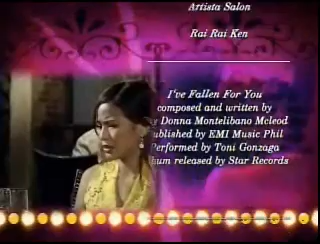 Artista Salon
Rai Rai Ken
I've Fallen For You
composed and written by
Donna Montelibano Mcleod
ublished by EMI Music Phil
Performed by Toni Gonzaga
um released by Star Records